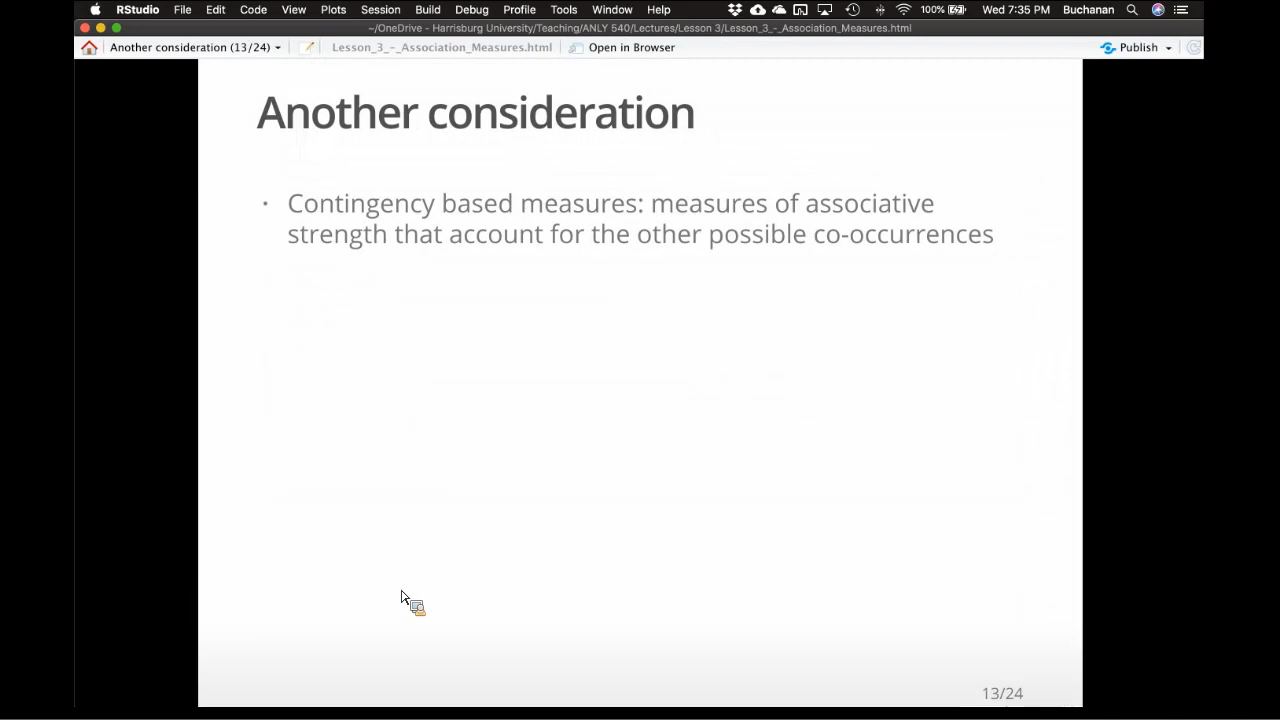 RStudio File Edit Code View Plots Session Build Debug Profile Tools Window Help 100% Wed 7:35 PM Buchanan
~/OneDrive - Harrisburg University/Teaching/ANLY 540/Lectures/Lesson 3/Lesson_3_-_Association_Measures.html
Another consideration (13/24) Lesson_3_-_Association_Measures.html Open in Browser Publish
Another consideration
· Contingency based measures: measures of associative
strength that account for the other possible co-occurrences
13/24